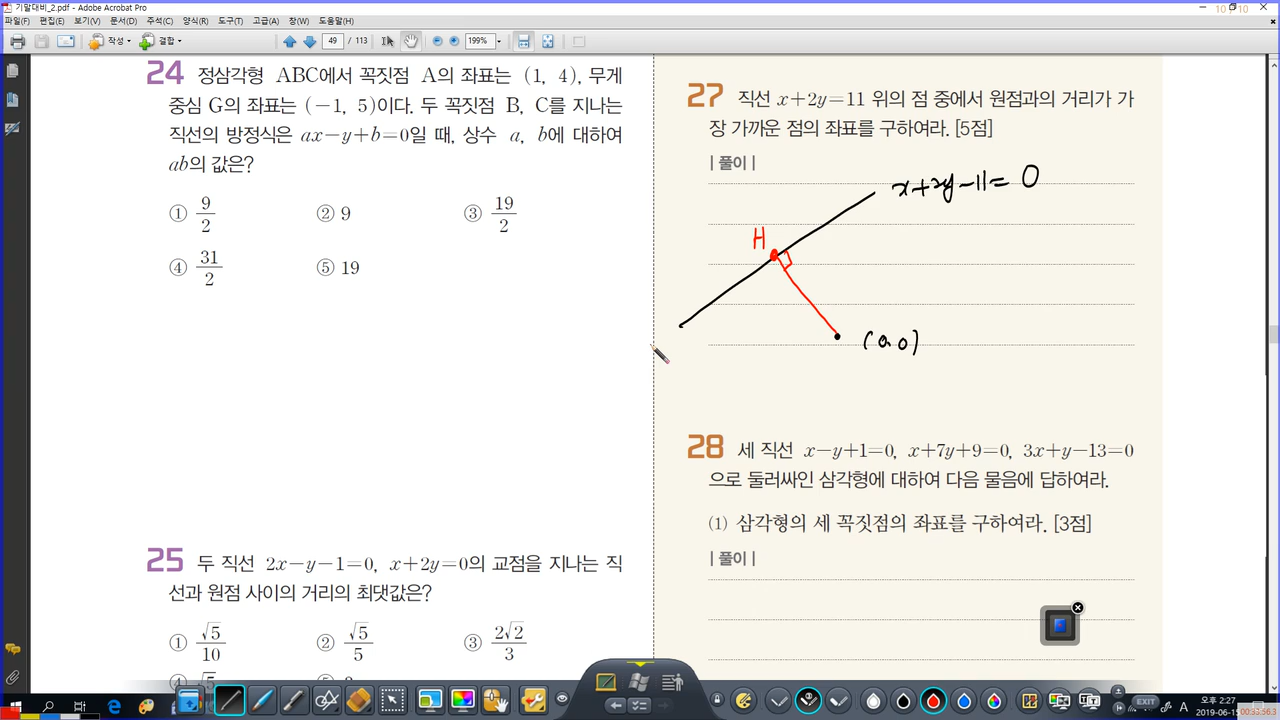 기말대비_2.pdf - Adobe Acrobat Pro
10 / 10
파일(F) 편집(E) 보기(V) 문서(D) 주석(C) 양식(R) 도구(T) 고급(A) 창(W) 도움말(H)
작성 결합 49 / 113 199%
24 정삼각형 ABC에서 꼭짓점 A의 좌표는 (1, 4), 무게
중심 G의 좌표는 (-1, 5)이다. 두 꼭짓점 B, C를 지나는
직선의 방정식은 ax-y+b=0일 때, 상수 a, b에 대하여
ab의 값은?
① 9/2 ② 9 ③ 19/2
④ 31/2 ⑤ 19
25 두 직선 2x-y-1=0, x+2y=0의 교점을 지나는 직
선과 원점 사이의 거리의 최댓값은?
① √5/10 ② √5/5 ③ 2√2/3
27 직선 x+2y=11 위의 점 중에서 원점과의 거리가 가
장 가까운 점의 좌표를 구하여라. [5점]
| 풀이 |
x+2y-11=0
H
(0,0)
28 세 직선 x-y+1=0, x+7y+9=0, 3x+y-13=0
으로 둘러싸인 삼각형에 대하여 다음 물음에 답하여라.
(1) 삼각형의 세 꼭짓점의 좌표를 구하여라. [3점]
| 풀이 |
EXIT
A 오후 2:27